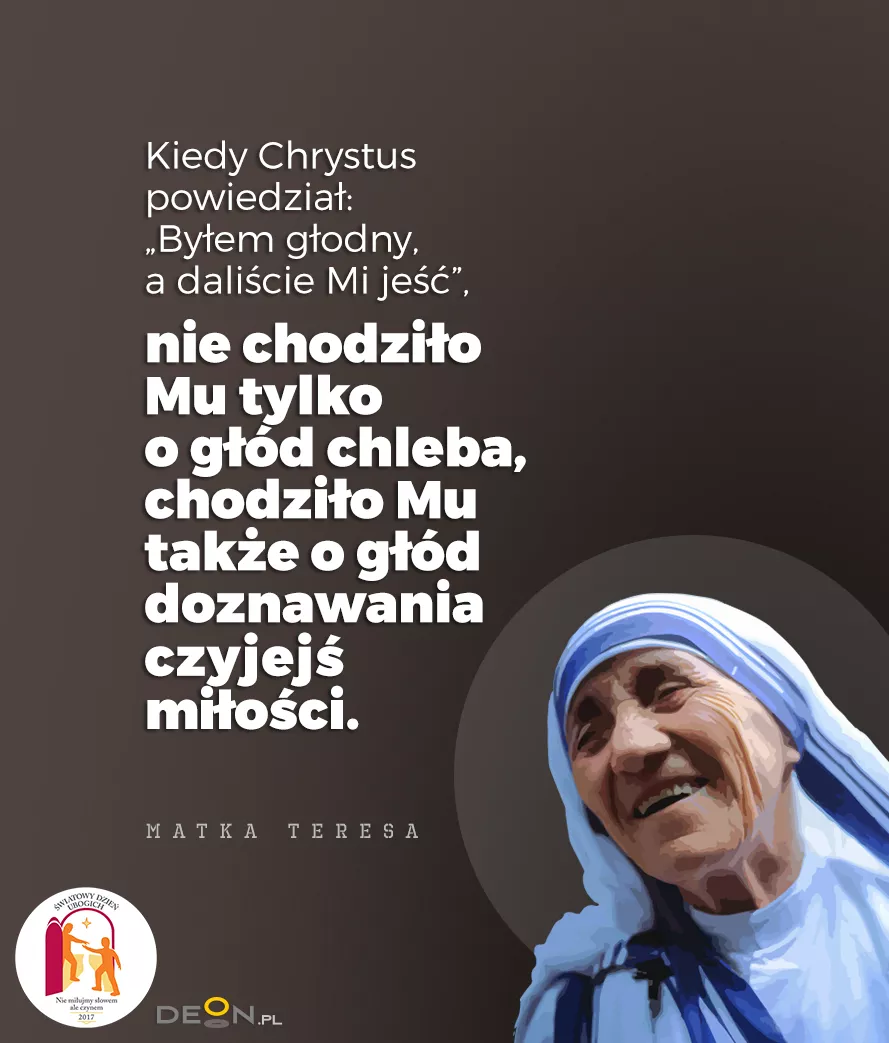 Kiedy Chrystus
powiedział:
„Byłem głodny,
a daliście Mi jeść”,
nie chodziło
Mu tylko
o głód chleba,
chodziło Mu
także o głód
doznawania
czyjejś
miłości.
MATKA TERESA
ŚWIATOWY DZIEŃ
UBOGICH
Nie miłujmy słowem
ale czynem
2017
DEON.PL